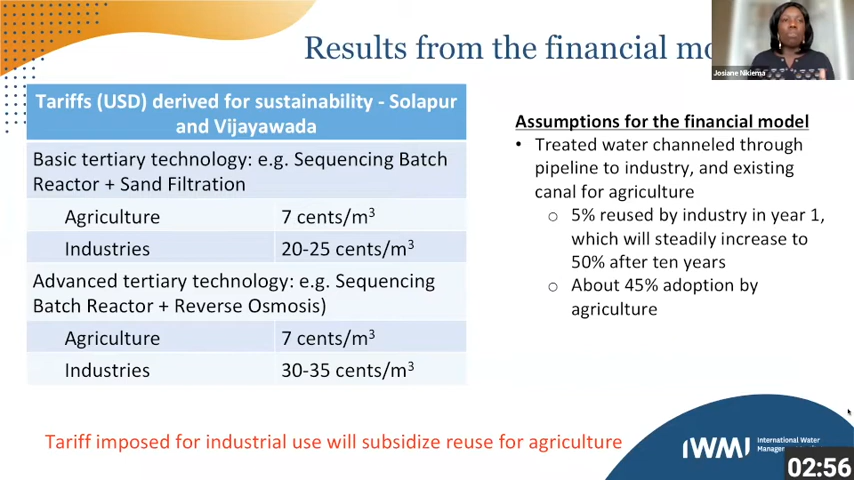 Results from the financial
Josiane Nikiema
Tariffs (USD) derived for sustainability - Solapur
and Vijayawada
Basic tertiary technology: e.g. Sequencing Batch
Reactor + Sand Filtration
Agriculture 7 cents/m³
Industries 20-25 cents/m³
Advanced tertiary technology: e.g. Sequencing
Batch Reactor + Reverse Osmosis)
Agriculture 7 cents/m³
Industries 30-35 cents/m³
Assumptions for the financial model
• Treated water channeled through
pipeline to industry, and existing
canal for agriculture
o 5% reused by industry in year 1,
which will steadily increase to
50% after ten years
o About 45% adoption by
agriculture
Tariff imposed for industrial use will subsidize reuse for agriculture
IWMI
International Water
02:56